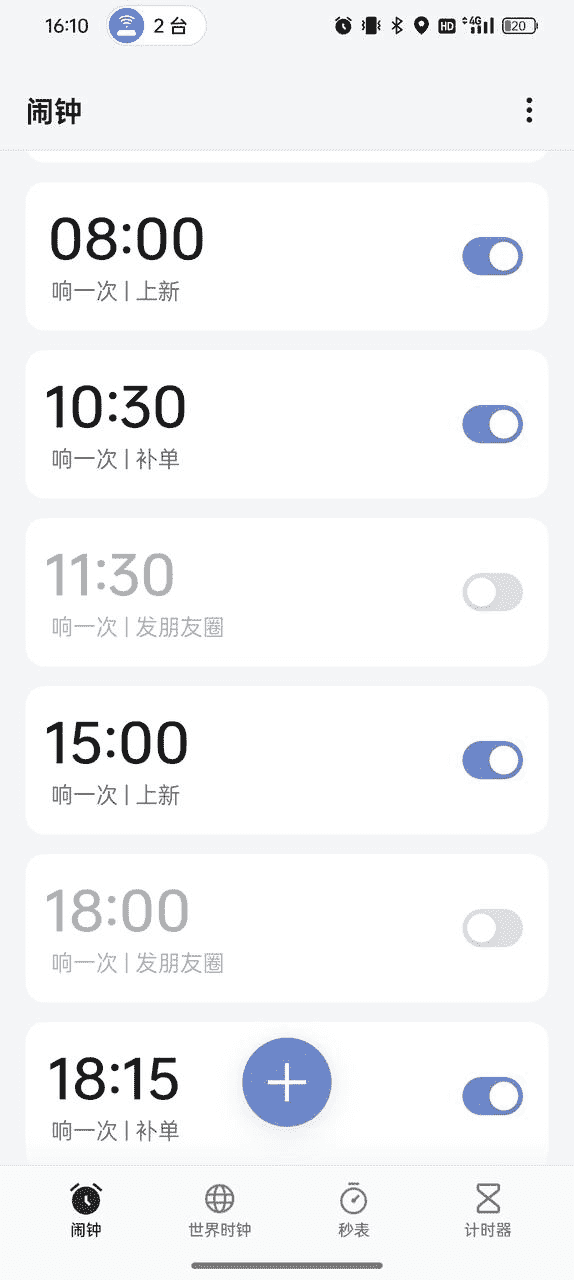 16:10 2 台 HD 4G 20
闹钟
08:00
响一次 | 上新
10:30
响一次 | 补单
11:30
响一次 | 发朋友圈
15:00
响一次 | 上新
18:00
响一次 | 发朋友圈
18:15
响一次 | 补单
闹钟 世界时钟 秒表 计时器